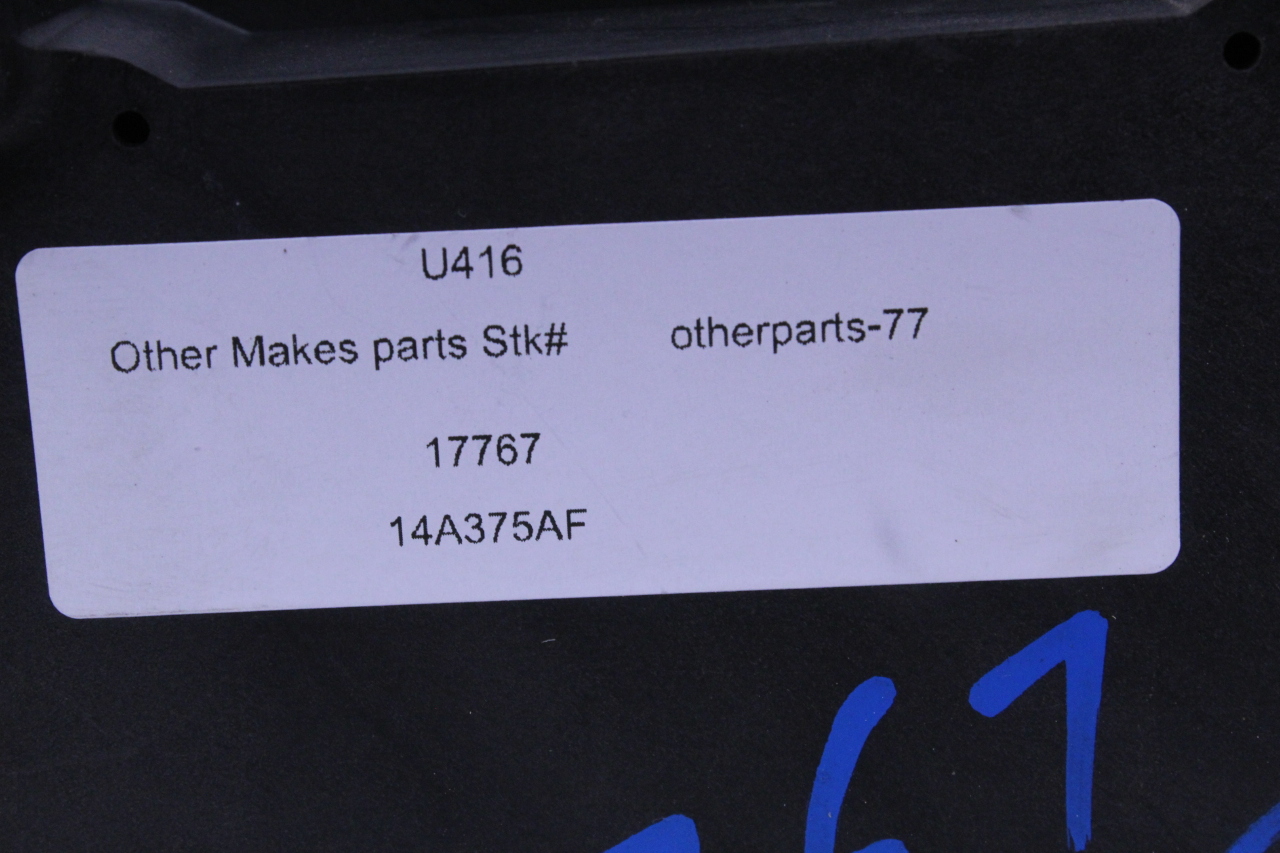 U416
Other Makes parts Stk# otherparts-77
17767
14A375AF